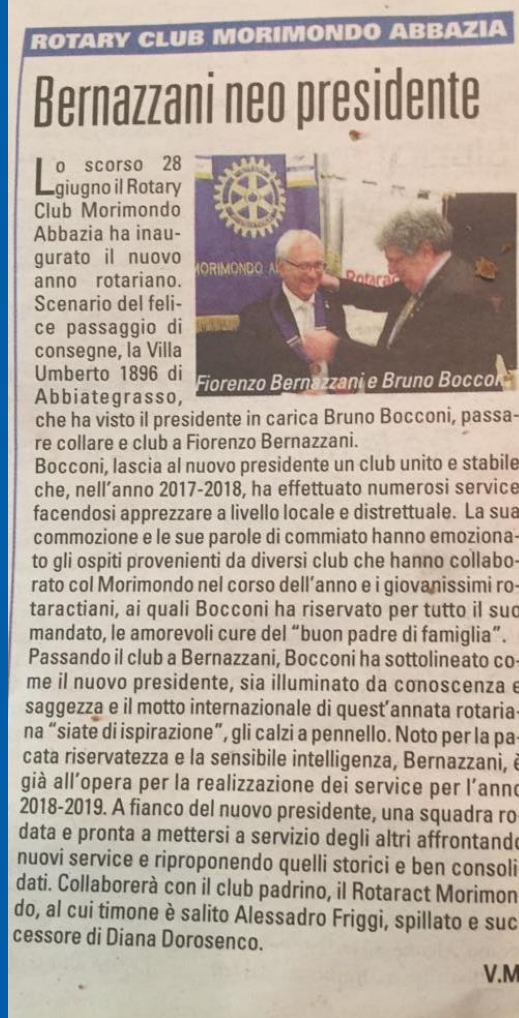 ROTARY CLUB MORIMONDO ABBAZIA
Bernazzani neo presidente
Lo scorso 28
giugno il Rotary
Club Morimondo
Abbazia ha inau-
gurato il nuovo
anno rotariano.
Scenario del feli-
ce passaggio di
consegne, la Villa
Umberto 1896 di
Abbiategrasso,
MORIMONDO A
Rotarac
Fiorenzo Bernazzani e Bruno Boccon
che ha visto il presidente in carica Bruno Bocconi, passa-
re collare e club a Fiorenzo Bernazzani.
Bocconi, lascia al nuovo presidente un club unito e stabile
che, nell'anno 2017-2018, ha effettuato numerosi service
facendosi apprezzare a livello locale e distrettuale. La sua
commozione e le sue parole di commiato hanno emoziona-
to gli ospiti provenienti da diversi club che hanno collabo-
rato col Morimondo nel corso dell'anno e i giovanissimi ro-
taractiani, ai quali Bocconi ha riservato per tutto il suo
mandato, le amorevoli cure del "buon padre di famiglia".
Passando il club a Bernazzani, Bocconi ha sottolineato co-
me il nuovo presidente, sia illuminato da conoscenza e
saggezza e il motto internazionale di quest'annata rotaria-
na "siate di ispirazione", gli calzi a pennello. Noto per la pa-
cata riservatezza e la sensibile intelligenza, Bernazzani, è
già all'opera per la realizzazione dei service per l'anno
2018-2019. A fianco del nuovo presidente, una squadra ro-
data e pronta a mettersi a servizio degli altri affrontando
nuovi service e riproponendo quelli storici e ben consoli-
dati. Collaborerà con il club padrino, il Rotaract Morimon
do, al cui timone è salito Alessadro Friggi, spillato e suc
cessore di Diana Dorosenco.
V.M